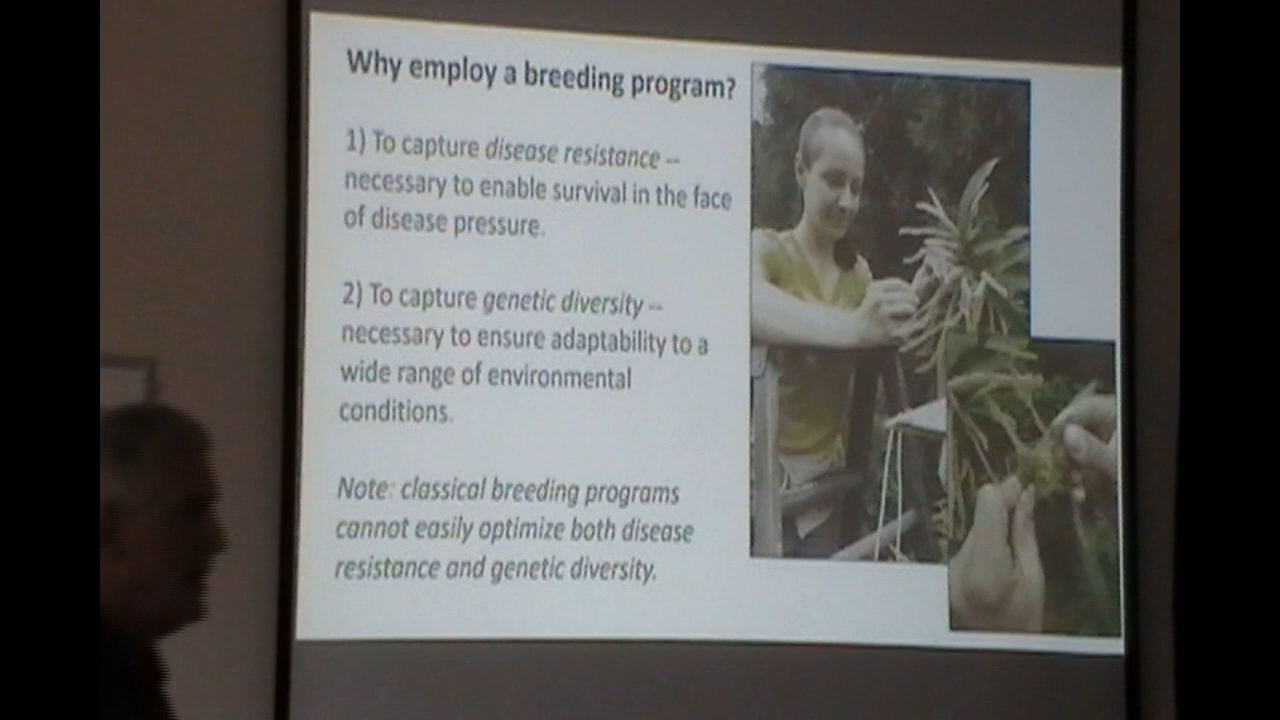 Why employ a breeding program?
1) To capture disease resistance –
necessary to enable survival in the face
of disease pressure.
2) To capture genetic diversity –
necessary to ensure adaptability to a
wide range of environmental
conditions.
Note: classical breeding programs
cannot easily optimize both disease
resistance and genetic diversity.